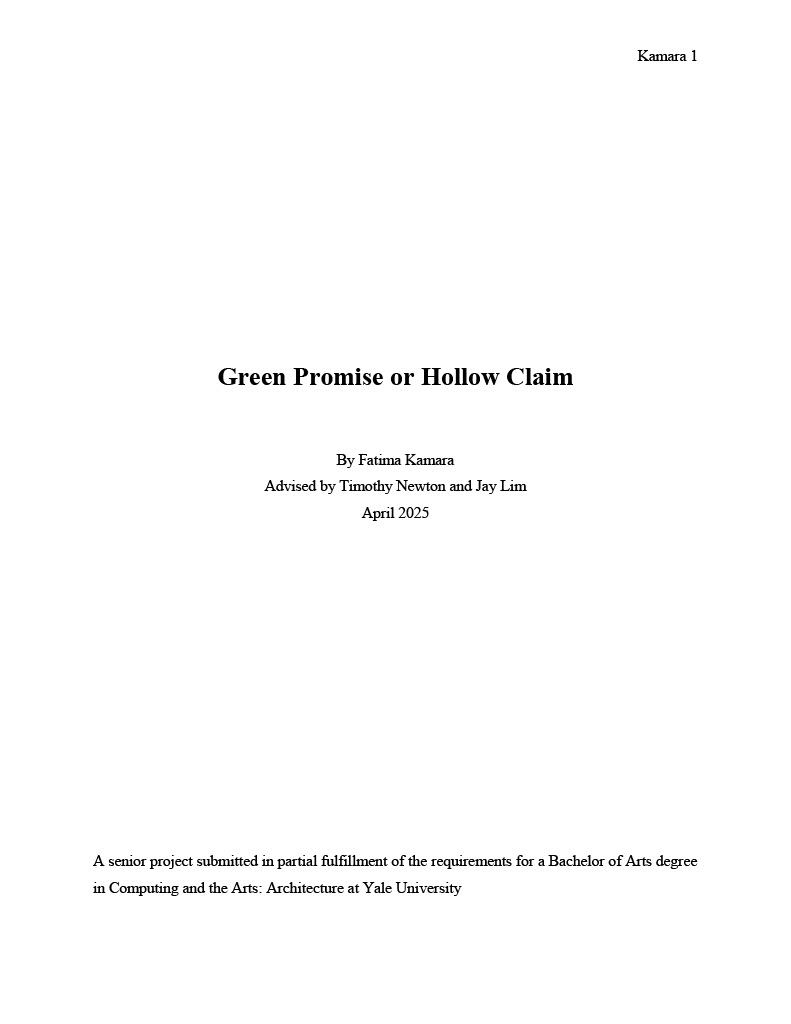 Kamara 1
Green Promise or Hollow Claim
By Fatima Kamara
Advised by Timothy Newton and Jay Lim
April 2025
A senior project submitted in partial fulfillment of the requirements for a Bachelor of Arts degree
in Computing and the Arts: Architecture at Yale University